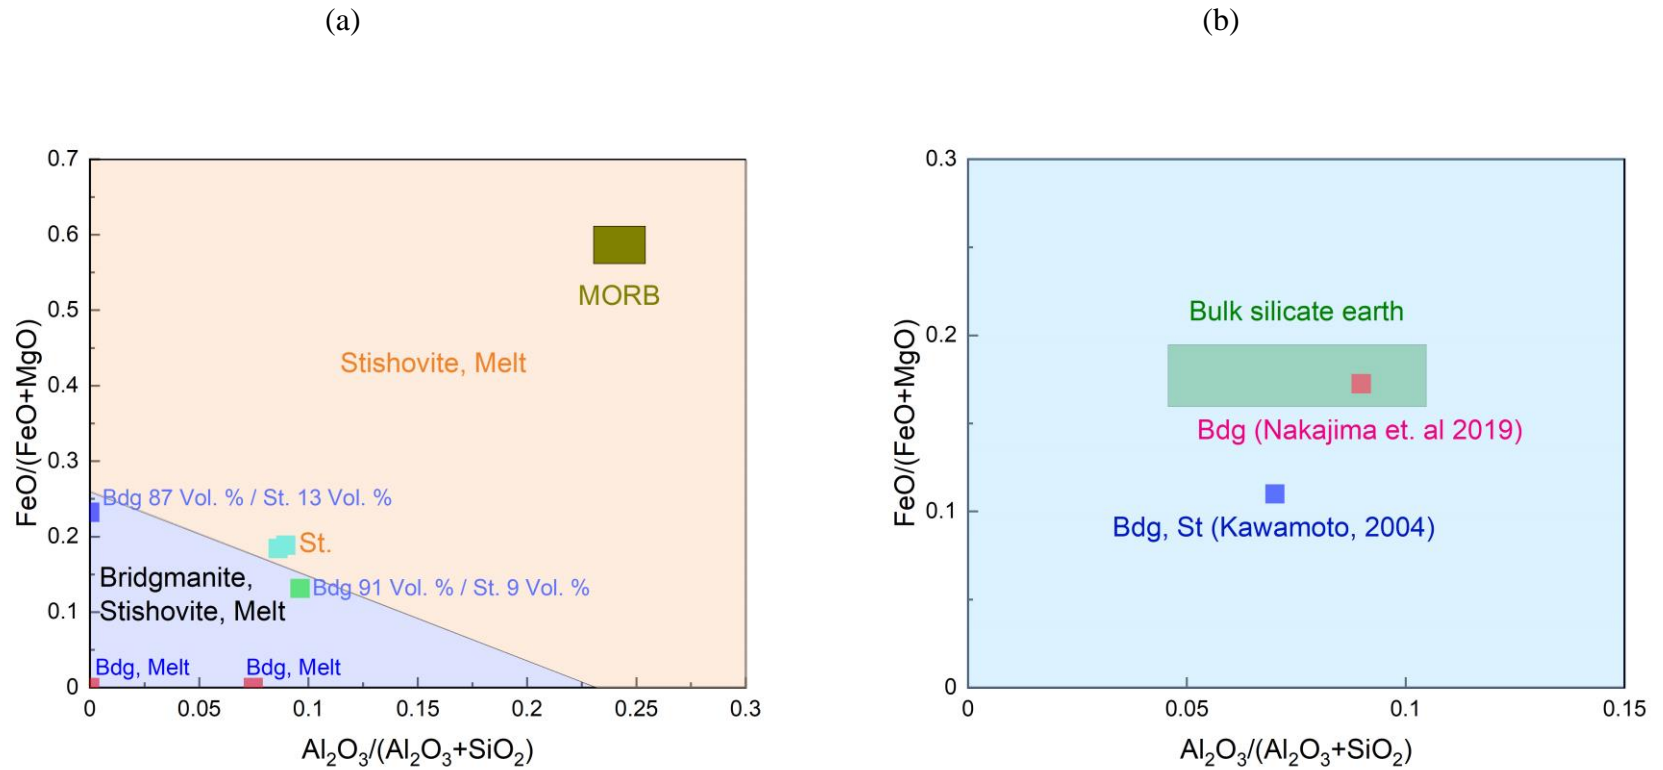 (a)
0.7
0.6
0.5
0.4
0.3
0.2
0.1
0
FeO/(FeO+MgO)
MORB
Stishovite, Melt
Bdg 87 Vol. % / St. 13 Vol. %
St.
Bridgmanite,
Stishovite, Melt
Bdg 91 Vol. % / St. 9 Vol. %
Bdg, Melt
Bdg, Melt
0
0.05
0.1
0.15
0.2
0.25
0.3
Al₂O₃/(Al₂O₃+SiO₂)
(b)
0.3
0.2
0.1
0
FeO/(FeO+MgO)
Bulk silicate earth
Bdg (Nakajima et. al 2019)
Bdg, St (Kawamoto, 2004)
0
0.05
0.1
0.15
Al₂O₃/(Al₂O₃+SiO₂)